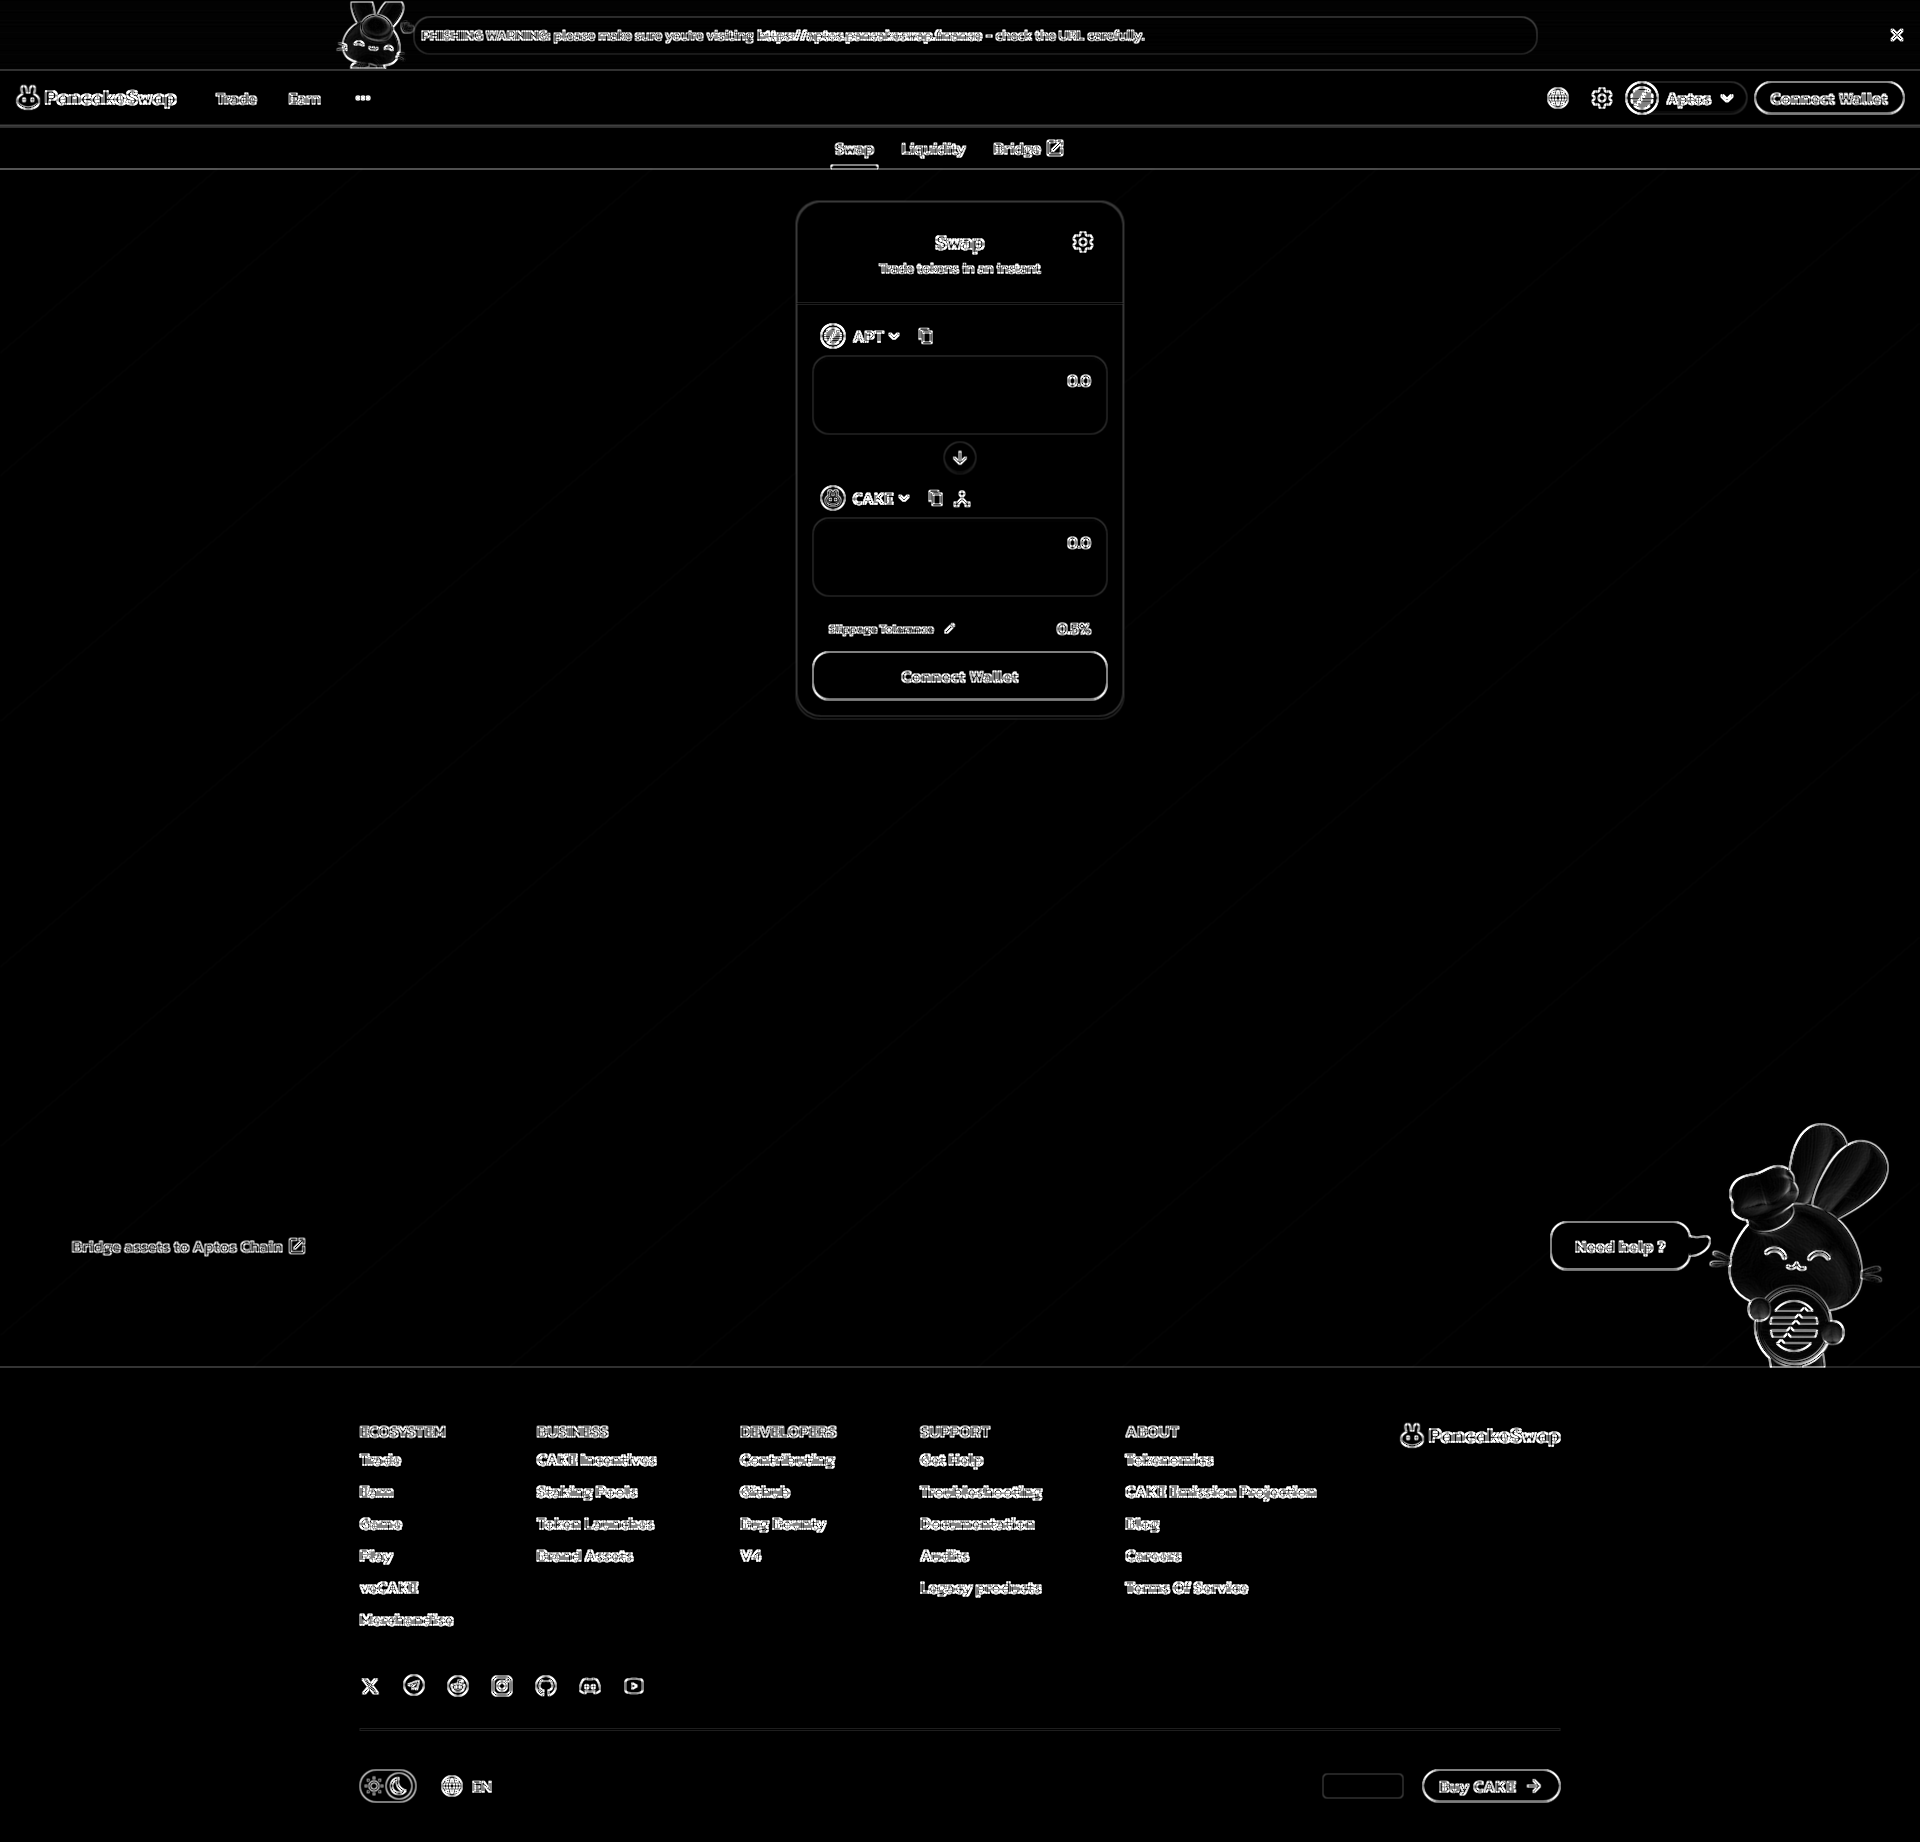 PHISHING WARNING: please make sure you're visiting https://aptos.pancakeswap.finance - check the URL carefully.
PancakeSwap
Trade
Earn
Aptos
Connect Wallet
Swap
Liquidity
Bridge
Swap
Trade tokens in an instant
APT
0.0
CAKE
0.0
Slippage Tolerance
0.5%
Connect Wallet
Bridge assets to Aptos Chain
Need help ?
ECOSYSTEM
Trade
Earn
Game
Play
veCAKE
Merchandise
BUSINESS
CAKE Incentives
Staking Pools
Token Launches
Brand Assets
DEVELOPERS
Contributing
Github
Bug Bounty
V4
SUPPORT
Get Help
Troubleshooting
Documentation
Audits
Legacy products
ABOUT
Tokenomics
CAKE Emission Projection
Blog
Careers
Terms Of Service
PancakeSwap
EN
Buy CAKE